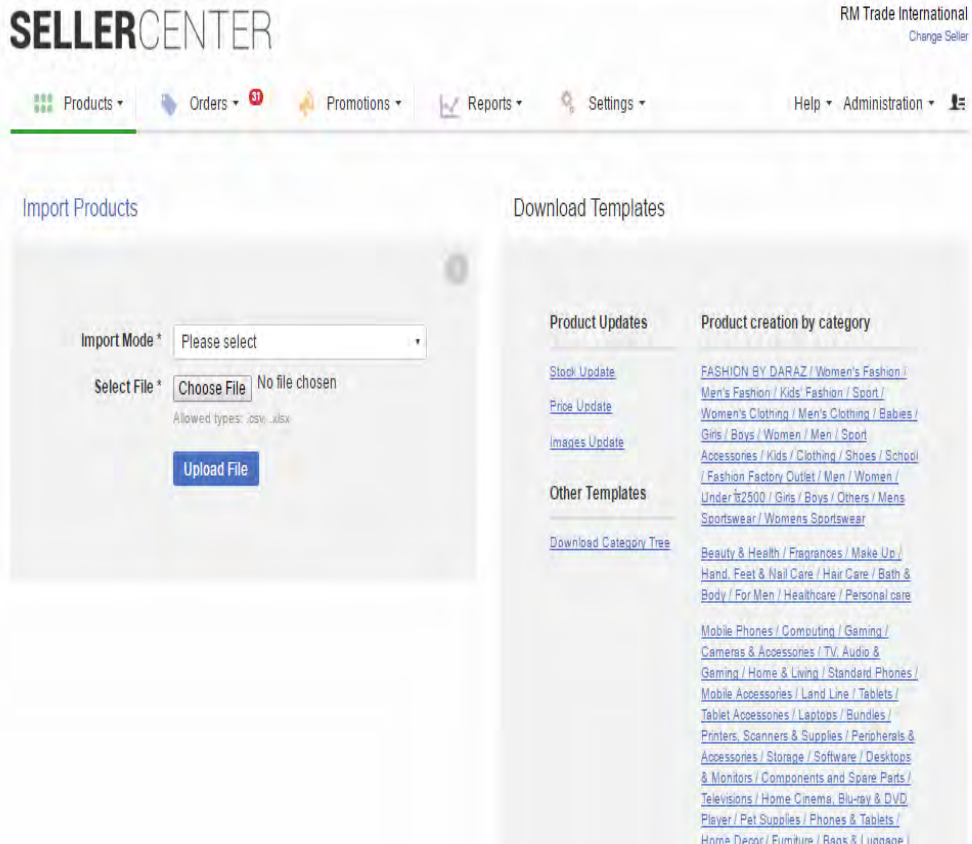 SELLERCENTER
RM Trade International
Change Seller
Products
Orders
31
Promotions
Reports
Settings
Help
Administration
Import Products
Import Mode *
Please select
Select File *
Choose File
No file chosen
Allowed types: .csv, .xlsx
Upload File
Download Templates
Product Updates
Stock Update
Price Update
Images Update
Other Templates
Download Category Tree
Product creation by category
FASHION BY DARAZ / Women's Fashion /
Men's Fashion / Kids' Fashion / Sport /
Women's Clothing / Men's Clothing / Babies /
Girls / Boys / Women / Men / Sport
Accessories / Kids / Clothing / Shoes / School
/ Fashion Factory Outlet / Men / Women /
Under ৳2500 / Girls / Boys / Others / Mens
Sportswear / Womens Sportswear
Beauty & Health / Fragrances / Make Up /
Hand, Feet & Nail Care / Hair Care / Bath &
Body / For Men / Healthcare / Personal care
Mobile Phones / Computing / Gaming /
Cameras & Accessories / TV, Audio &
Gaming / Home & Living / Standard Phones /
Mobile Accessories / Land Line / Tablets /
Tablet Accessories / Laptops / Bundles /
Printers, Scanners & Supplies / Peripherals &
Accessories / Storage / Software / Desktops
& Monitors / Components and Spare Parts /
Televisions / Home Cinema, Blu-ray & DVD
Player / Pet Supplies / Phones & Tablets /
Home Decor / Furniture / Bags & Luggage /